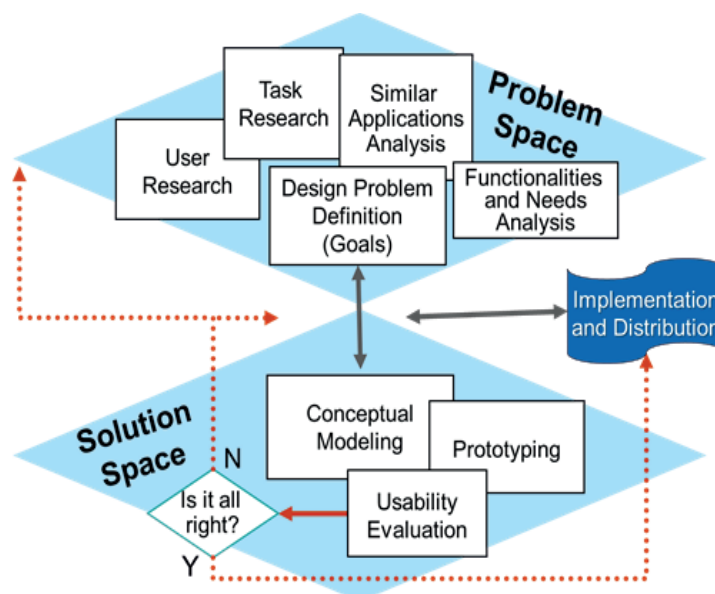 Problem
Space
Task
Research
Similar
Applications
Analysis
User
Research
Design Problem
Definition
(Goals)
Functionalities
and Needs
Analysis
Implementation
and Distribution
Solution
Space
Conceptual
Modeling
Prototyping
Usability
Evaluation
N
Is it all
right?
Y